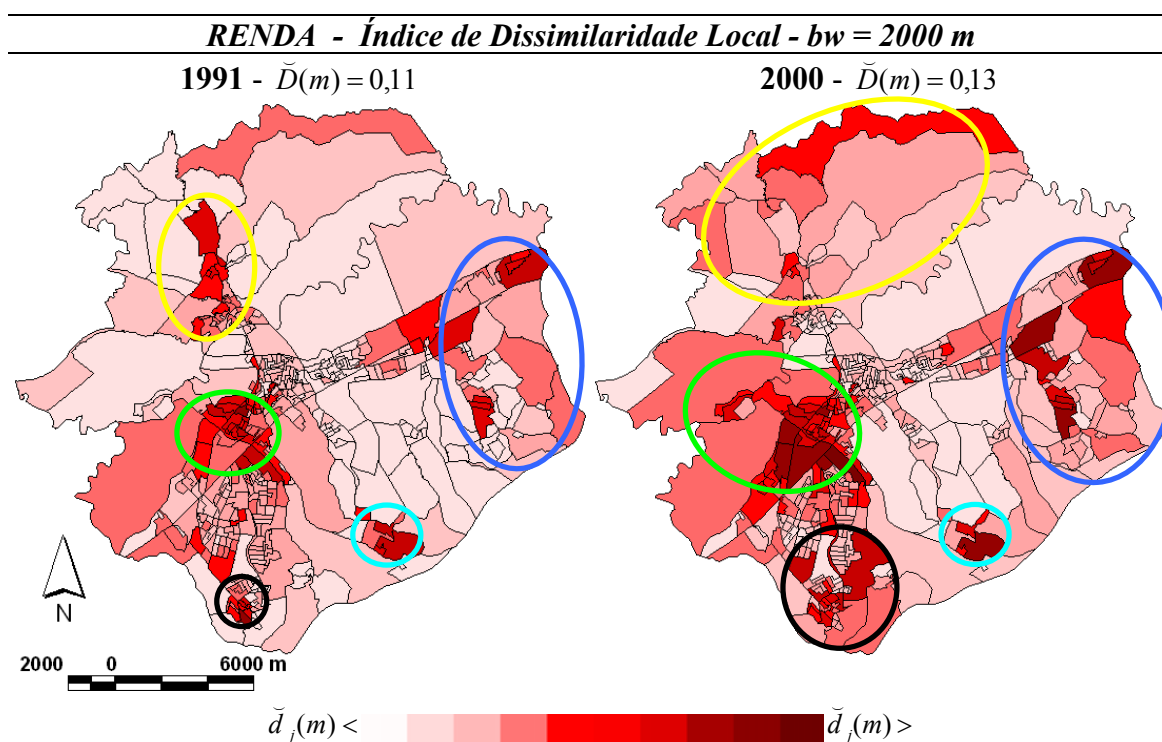 RENDA - Índice de Dissimilaridade Local - bw = 2000 m
1991 - D̆(m) = 0,11 2000 - D̆(m) = 0,13
N
2000 0 6000 m
d̆ j(m) < d̆ j(m) >